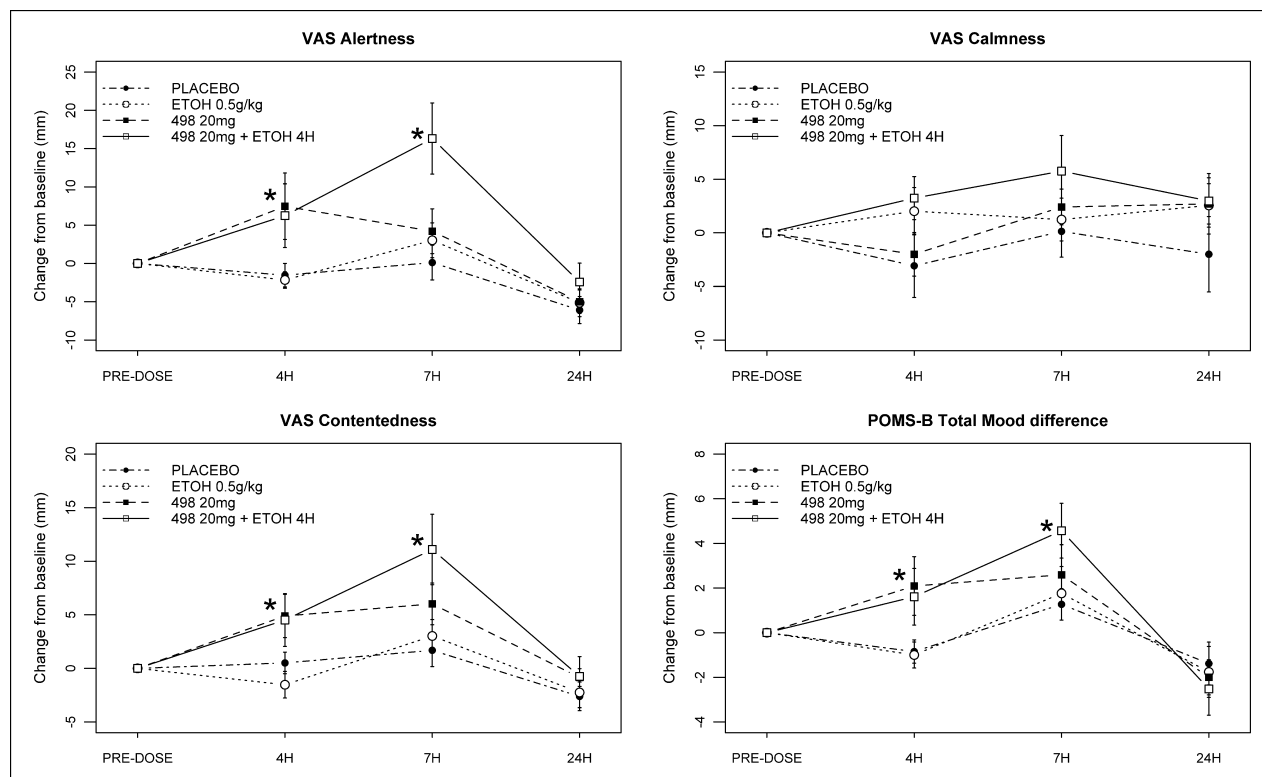 VAS Alertness
Change from baseline (mm)
25
20
15
10
5
0
-5
-10
PLACEBO
ETOH 0.5g/kg
498 20mg
498 20mg + ETOH 4H
*
*
PRE-DOSE 4H 7H 24H
VAS Calmness
Change from baseline (mm)
15
10
5
0
-5
-10
PLACEBO
ETOH 0.5g/kg
498 20mg
498 20mg + ETOH 4H
PRE-DOSE 4H 7H 24H
VAS Contentedness
Change from baseline (mm)
20
15
10
5
0
-5
PLACEBO
ETOH 0.5g/kg
498 20mg
498 20mg + ETOH 4H
*
*
PRE-DOSE 4H 7H 24H
POMS-B Total Mood difference
Change from baseline (mm)
8
6
4
2
0
-2
-4
PLACEBO
ETOH 0.5g/kg
498 20mg
498 20mg + ETOH 4H
*
*
PRE-DOSE 4H 7H 24H